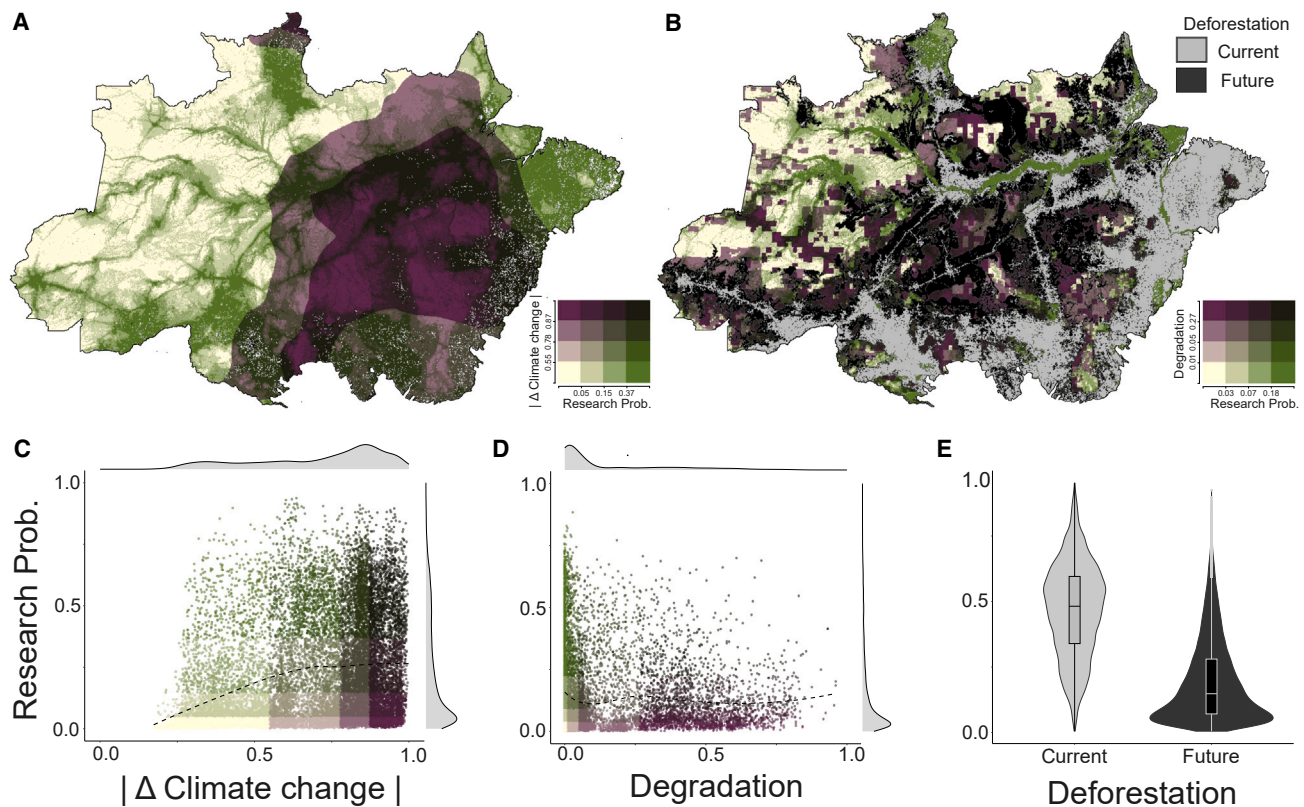 A
B
Deforestation
Current
Future
| Δ Climate change |
0.87
0.78
0.55
0.05 0.15 0.37
Research Prob.
Degradation
0.27
0.05
0.01
0.03 0.07 0.18
Research Prob.
C
D
E
Research Prob.
1.0
0.5
0.0
0.0 0.5 1.0
| Δ Climate change |
1.0
0.5
0.0
0.0 0.5 1.0
Degradation
1.0
0.5
0.0
Current Future
Deforestation